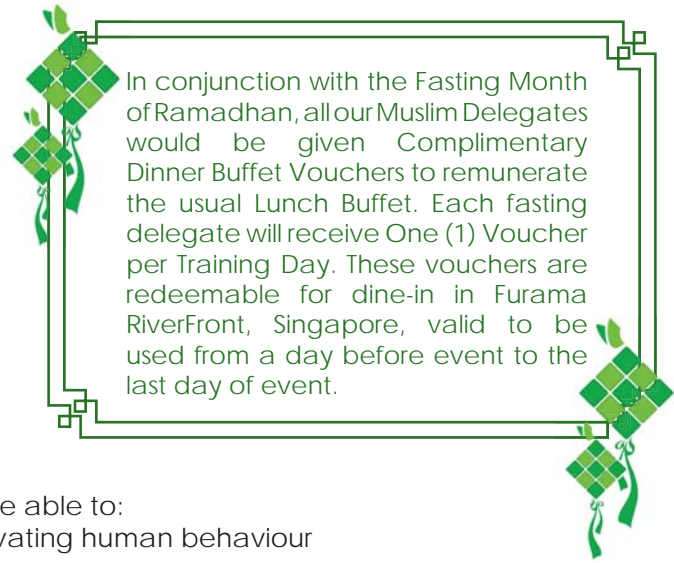 In conjunction with the Fasting Month
of Ramadhan, all our Muslim Delegates
would be given Complimentary
Dinner Buffet Vouchers to remunerate
the usual Lunch Buffet. Each fasting
delegate will receive One (1) Voucher
per Training Day. These vouchers are
redeemable for dine-in in Furama
RiverFront, Singapore, valid to be
used from a day before event to the
last day of event.
able to:
human behaviour